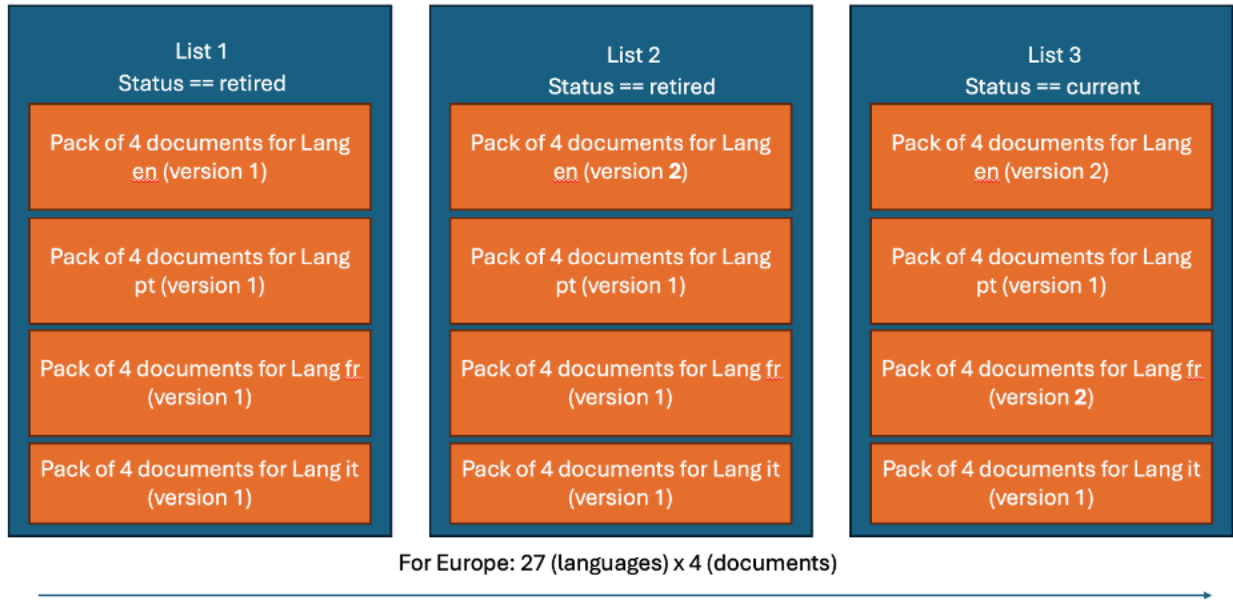 List 1
Status == retired
Pack of 4 documents for Lang
en (version 1)
Pack of 4 documents for Lang
pt (version 1)
Pack of 4 documents for Lang fr
(version 1)
Pack of 4 documents for Lang it
(version 1)
List 2
Status == retired
Pack of 4 documents for Lang
en (version 2)
Pack of 4 documents for Lang
pt (version 1)
Pack of 4 documents for Lang fr
(version 1)
Pack of 4 documents for Lang it
(version 1)
List 3
Status == current
Pack of 4 documents for Lang
en (version 2)
Pack of 4 documents for Lang
pt (version 1)
Pack of 4 documents for Lang fr
(version 2)
Pack of 4 documents for Lang it
(version 1)
For Europe: 27 (languages) x 4 (documents)